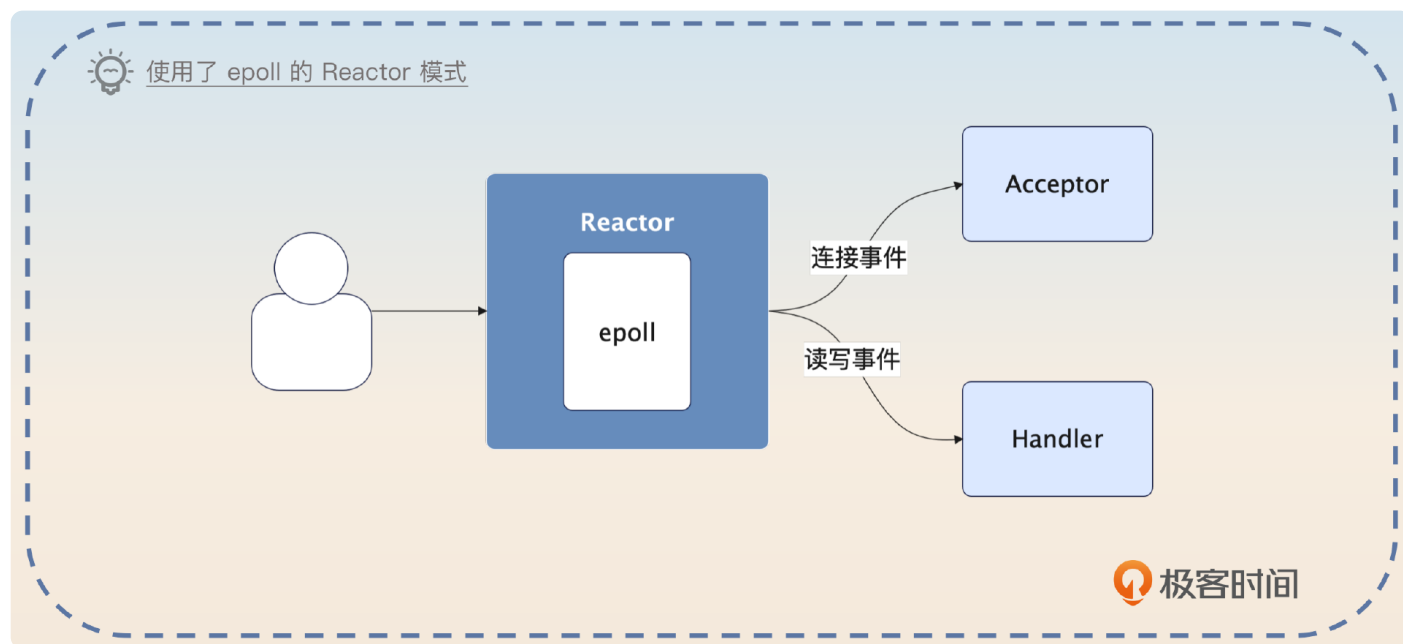 使用了 epoll 的 Reactor 模式
Reactor
epoll
连接事件
读写事件
Acceptor
Handler
极客时间